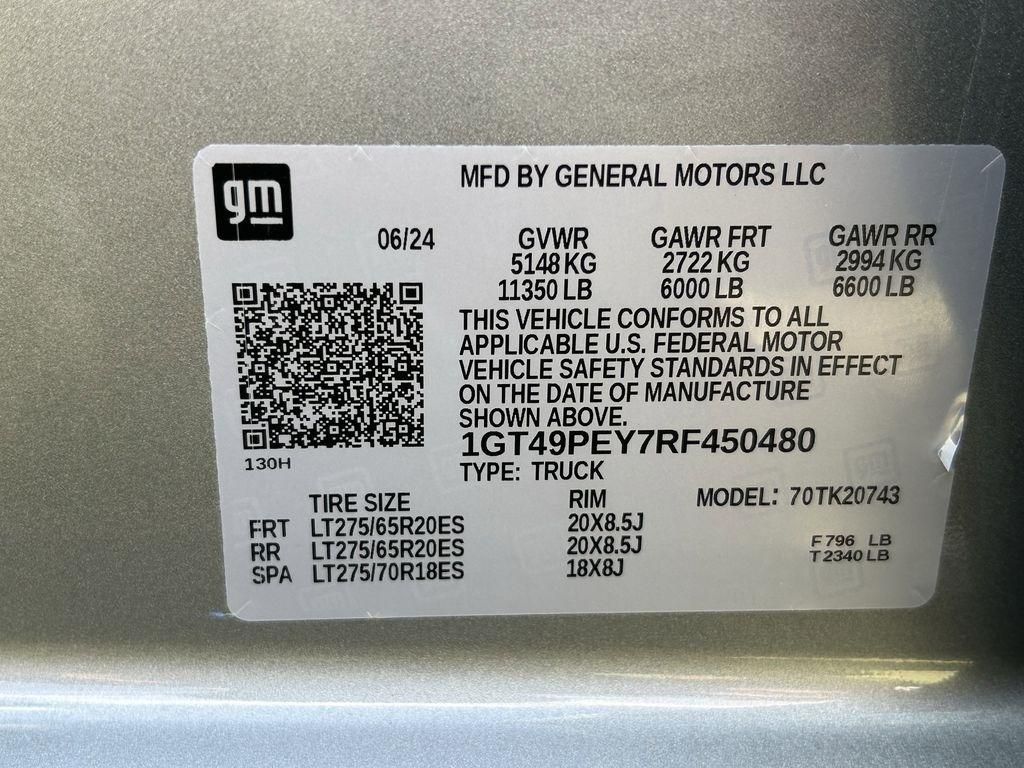 gm
MFD BY GENERAL MOTORS LLC
06/24 GVWR GAWR FRT GAWR RR
5148 KG 2722 KG 2994 KG
11350 LB 6000 LB 6600 LB
THIS VEHICLE CONFORMS TO ALL
APPLICABLE U.S. FEDERAL MOTOR
VEHICLE SAFETY STANDARDS IN EFFECT
ON THE DATE OF MANUFACTURE
SHOWN ABOVE.
1GT49PEY7RF450480
130H
TYPE: TRUCK
TIRE SIZE RIM MODEL: 70TK20743
FRT LT275/65R20ES 20X8.5J
RR LT275/65R20ES 20X8.5J
SPA LT275/70R18ES 18X8J
F 796 LB
T 2340 LB